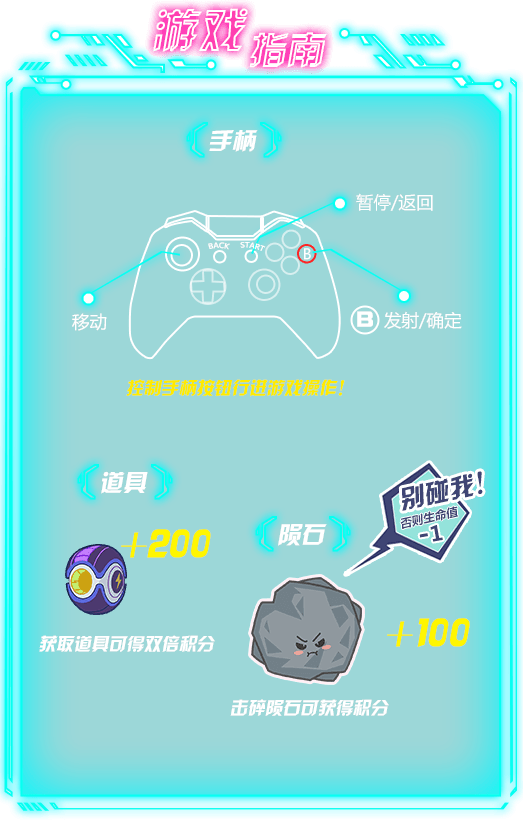 游戏指南
手柄
暂停/返回
BACK
START
B
移动
B 发射/确定
控制手柄按钮行进游戏操作!
道具
别碰我!
否则生命值
-1
陨石
+200
+100
获取道具可得双倍积分
击碎陨石可获得积分